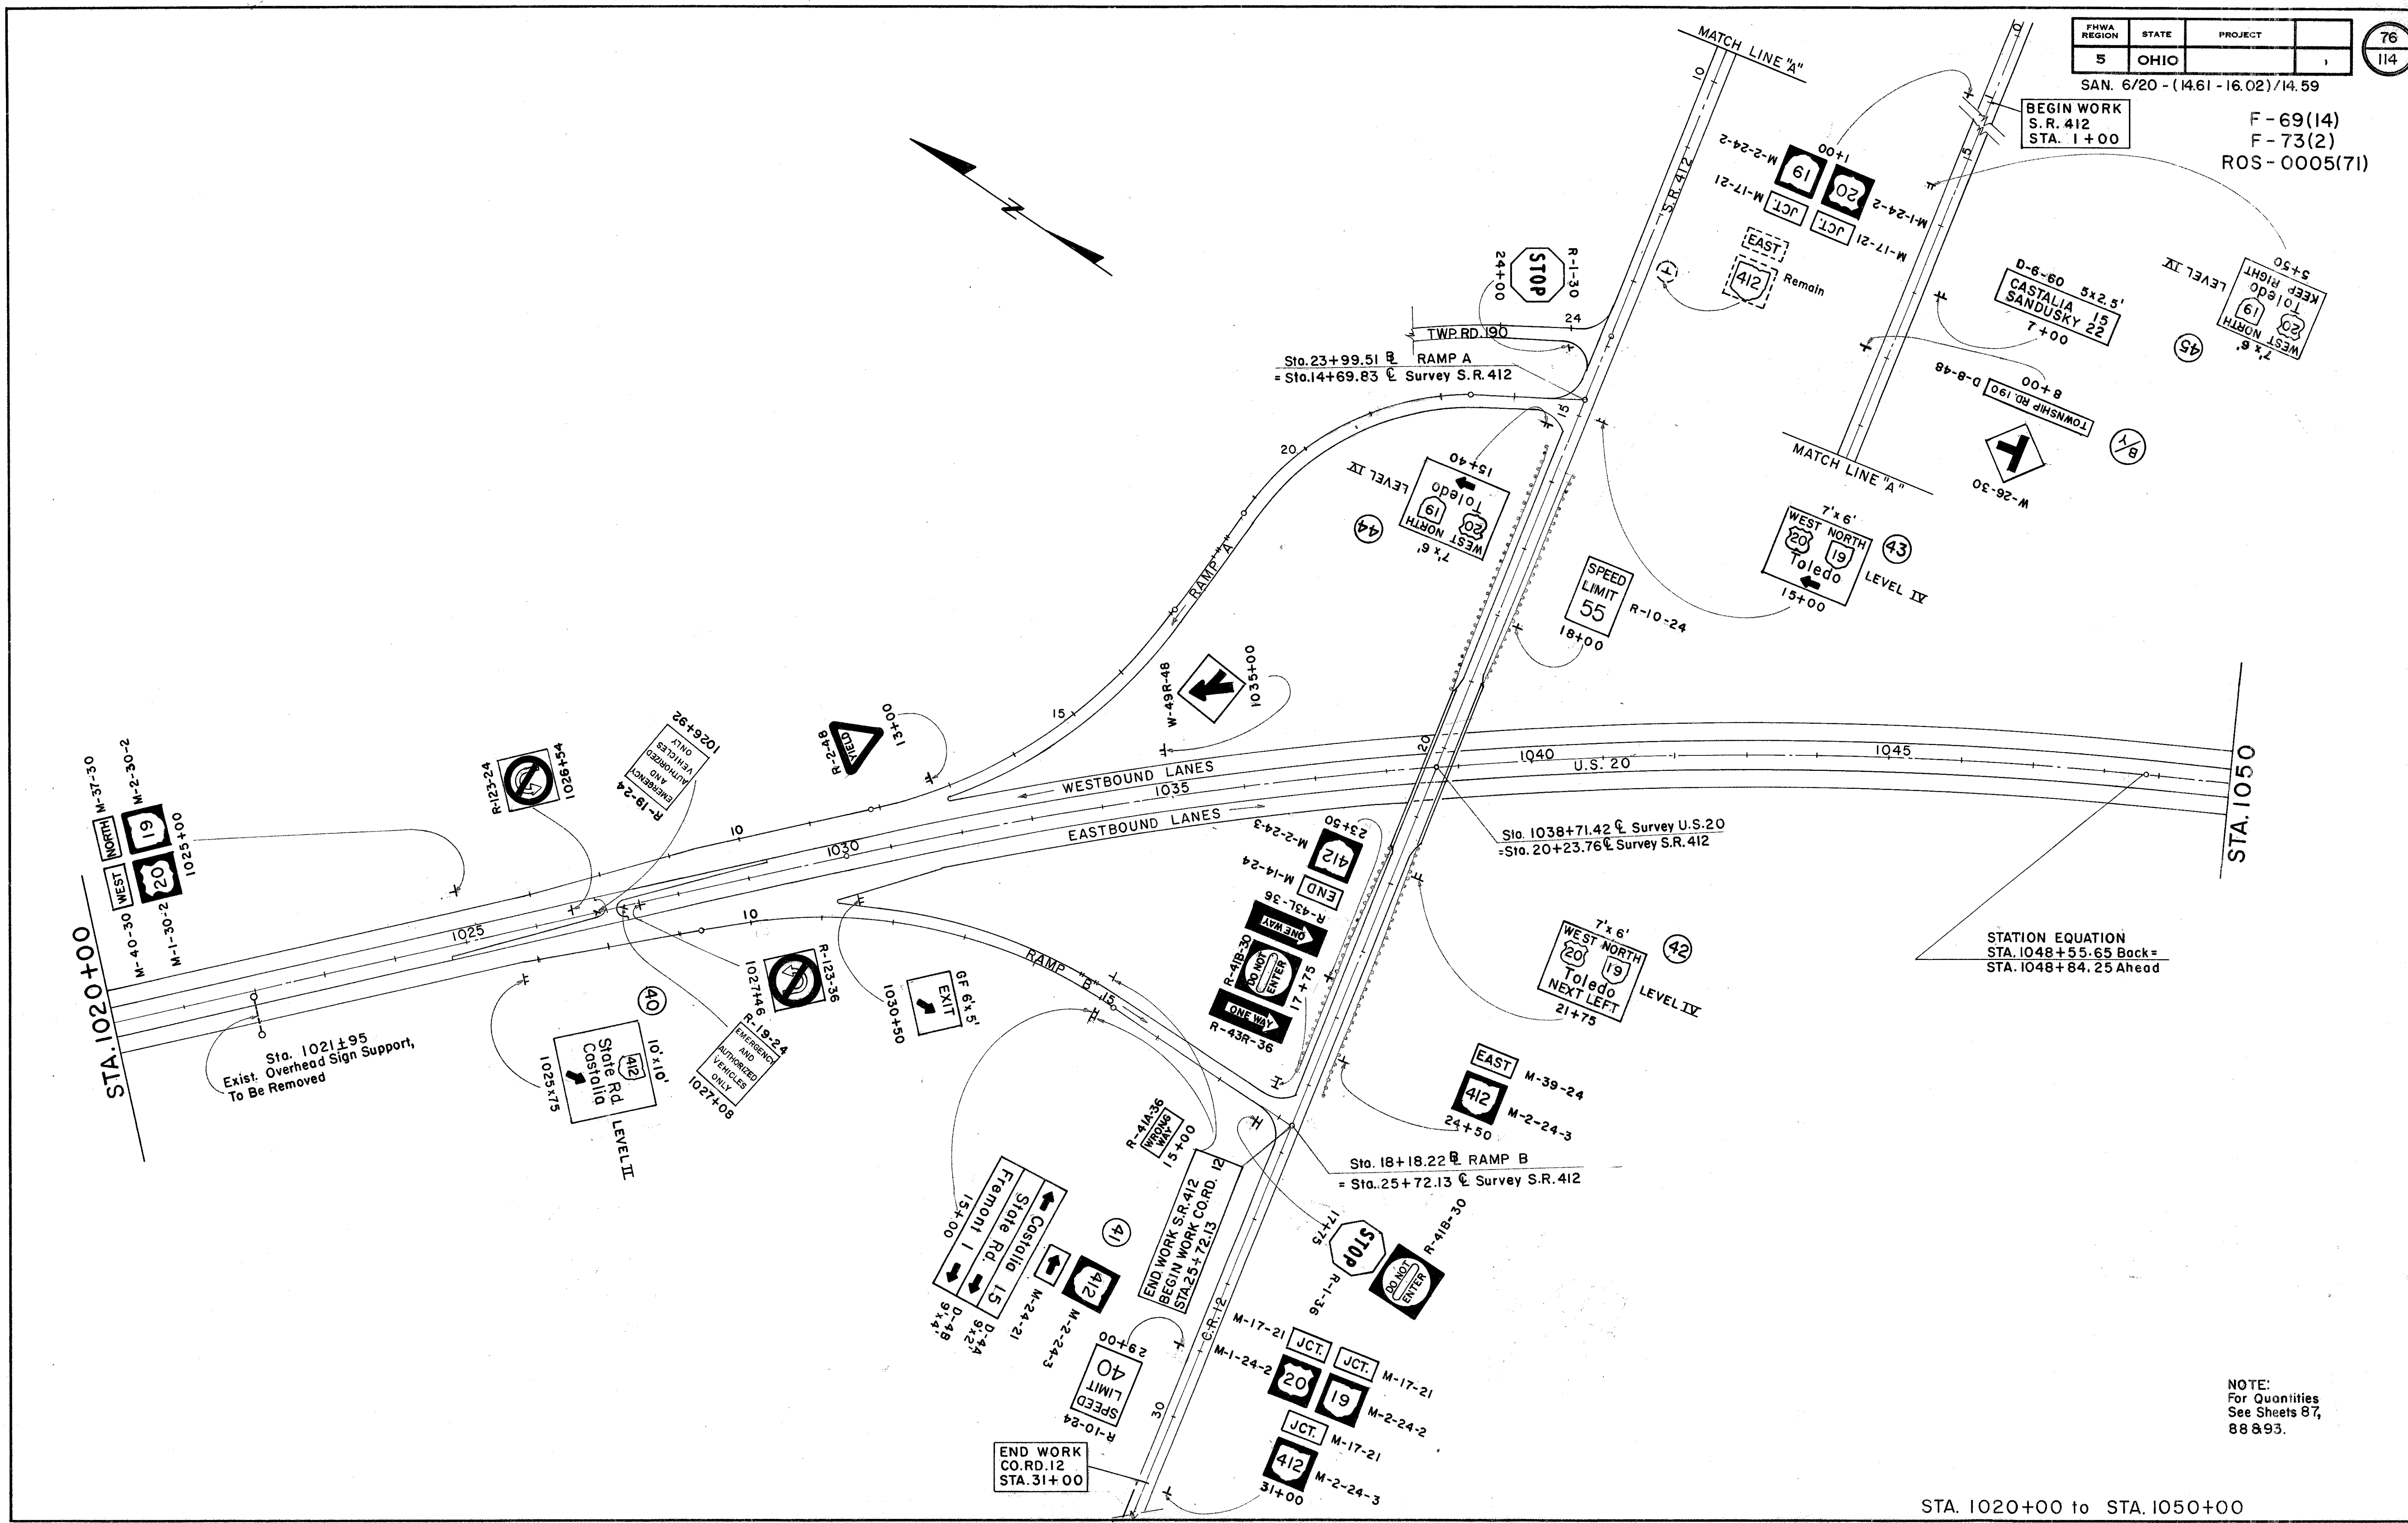 FHWA REGION STATE PROJECT
5 OHIO
76
114
SAN. 6/20 - (14.61 - 16.02)/14.59
F - 69(14)
F - 73(2)
ROS - 0005(71)
BEGIN WORK
S.R. 412
STA. 1+00
MATCH LINE "A"
10
S.R. 412
0
5
M-2-24-2
1+00
19
20
M-1-24-2
M-17-21
JCT.
JCT.
M-17-21
EAST
412
Remain
R-1-30
STOP
24+00
24
TWP. RD. 190
Sta. 23+99.51 B RAMP A
= Sta. 14+69.83 ℄ Survey S.R. 412
15
D-6-60 5x2.5'
CASTALIA 15
SANDUSKY 22
7+00
5+50
KEEP RIGHT
Toledo
20 19
WEST NORTH
7'x 6'
LEVEL IV
45
8+00
TOWNSHIP RD. 190
D-8-48
B/Y
W-26-30
MATCH LINE "A"
15+40
Toledo
20 19
WEST NORTH
7'x 6'
LEVEL IV
44
7'x 6'
WEST NORTH
20 19
Toledo
15+00
43
LEVEL IV
SPEED
LIMIT
55
18+00
R-10-24
20
RAMP "A"
15
W-49R-48
1035+00
R-2-48
YIELD
13+00
10
R-19-24
EMERGENCY
AND
AUTHORIZED
VEHICLES
ONLY
1026+92
R-123-24
1026+54
M-37-30
NORTH
M-2-30-2
19
WEST
M-40-30
20
M-1-30-2
1025+00
STA. 1020+00
WESTBOUND LANES
EASTBOUND LANES
1025
1030
1035
1040
U.S. 20
1045
20
STA. 1050
Sta. 1038+71.42 ℄ Survey U.S. 20
=Sta. 20+23.76 ℄ Survey S.R. 412
STATION EQUATION
STA. 1048+55.65 Back =
STA. 1048+84.25 Ahead
Sta. 1021±95
Exist. Overhead Sign Support,
To Be Removed
40
10'x10'
412
State Rd.
Castalia
1025x75
LEVEL II
R-123-36
1027+46
R-19-24
EMERGENCY
AND
AUTHORIZED
VEHICLES
ONLY
1027+08
GF 6'x 5'
EXIT
1030+50
10
RAMP "B"
15
23+50
412
M-2-24-3
END
M-14-24
R-43L-36
ONE WAY
R-41B-30
DO NOT
ENTER
17+75
ONE WAY
R-43R-36
7'x 6'
WEST NORTH
20 19
Toledo
NEXT LEFT
21+75
42
LEVEL IV
EAST
M-39-24
412
M-2-24-3
24+50
Sta. 18+18.22 B RAMP B
= Sta. 25+72.13 ℄ Survey S.R. 412
R-41A-36
WRONG
WAY
15+00
END WORK S.R. 412
BEGIN WORK CO. RD. 12
STA. 25+72.13
17+75
STOP
R-1-36
DO NOT
ENTER
R-41B-30
Castalia 15
State Rd.
Fremont 1
15+00
D-4A
9'x2'
D-4B
9'x4'
M-24-21
412
M-2-24-3
41
29+00
SPEED
LIMIT
40
R-10-24
C.R. 12
30
M-17-21
JCT.
JCT.
M-17-21
M-1-24-2
20
19
M-2-24-2
JCT.
M-17-21
412
M-2-24-3
31+00
END WORK
CO. RD. 12
STA. 31+00
NOTE:
For Quantities
See Sheets 87,
88 & 93.
STA. 1020+00 to STA. 1050+00